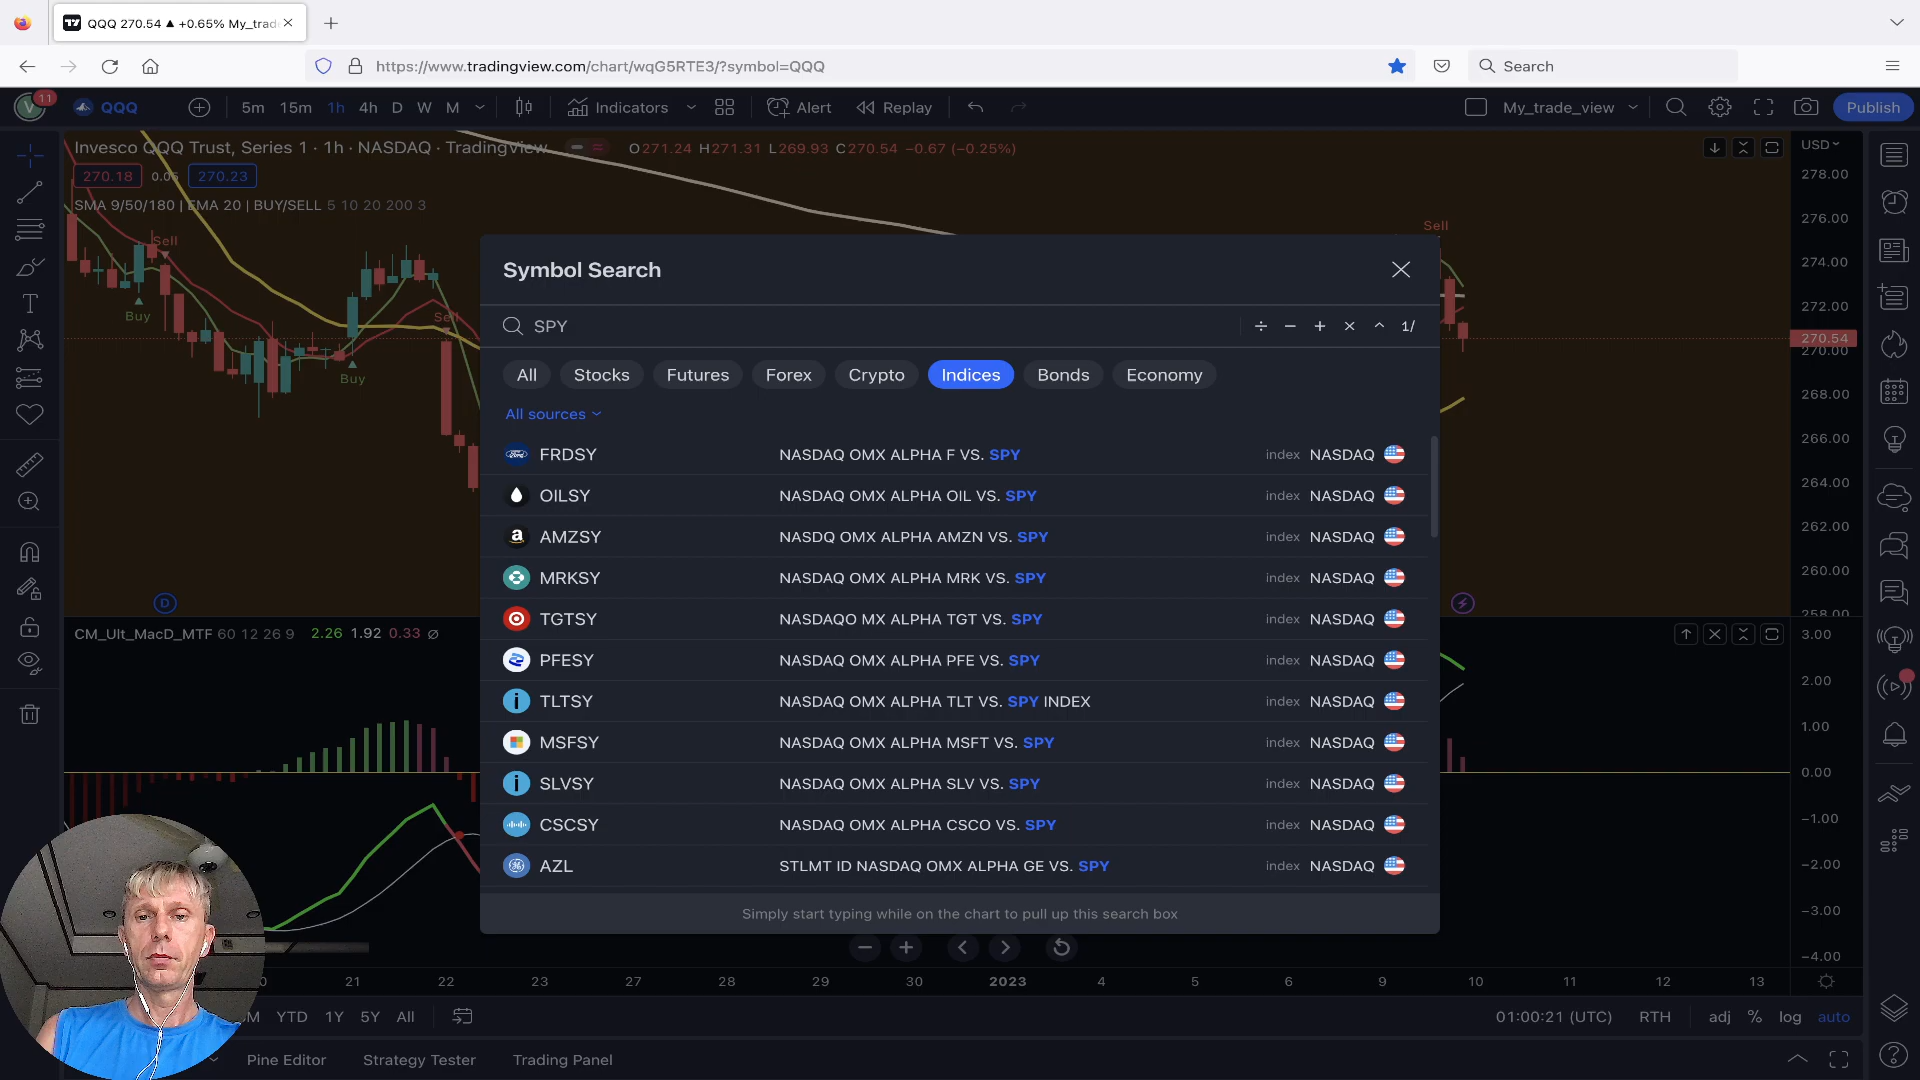 QQQ 270.54 ▲ +0.65% My_trad
https://www.tradingview.com/chart/wqG5RTE3/?symbol=QQQ
Search
V 11
QQQ
5m 15m 1h 4h D W M
Indicators
Alert
Replay
My_trade_view
Publish
Invesco QQQ Trust, Series 1 · 1h · NASDAQ · TradingView
O271.24 H271.31 L269.93 C270.54 −0.67 (−0.25%)
USD
270.18 0.05 270.23
SMA 9/50/180 | EMA 20 | BUY/SELL 5 10 20 200 3
Sell
Buy
Sell
Buy
Sell
278.00
276.00
274.00
272.00
270.54
270.00
268.00
266.00
264.00
262.00
260.00
258.00
Symbol Search
SPY
÷ − + × ^ 1/
All Stocks Futures Forex Crypto Indices Bonds Economy
All sources
FRDSY NASDAQ OMX ALPHA F VS. SPY index NASDAQ
OILSY NASDAQ OMX ALPHA OIL VS. SPY index NASDAQ
AMZSY NASDQ OMX ALPHA AMZN VS. SPY index NASDAQ
MRKSY NASDAQ OMX ALPHA MRK VS. SPY index NASDAQ
TGTSY NASDAQO MX ALPHA TGT VS. SPY index NASDAQ
PFESY NASDAQ OMX ALPHA PFE VS. SPY index NASDAQ
TLTSY NASDAQ OMX ALPHA TLT VS. SPY INDEX index NASDAQ
MSFSY NASDAQ OMX ALPHA MSFT VS. SPY index NASDAQ
SLVSY NASDAQ OMX ALPHA SLV VS. SPY index NASDAQ
CSCSY NASDAQ OMX ALPHA CSCO VS. SPY index NASDAQ
AZL STLMT ID NASDAQ OMX ALPHA GE VS. SPY index NASDAQ
Simply start typing while on the chart to pull up this search box
D
CM_Ult_MacD_MTF 60 12 26 9 2.26 1.92 0.33 ∅
3.00
2.00
1.00
0.00
−1.00
−2.00
−3.00
−4.00
21 22 23 27 28 29 30 2023 4 5 6 9 10 11 12 13
YTD 1Y 5Y All
01:00:21 (UTC) RTH adj % log auto
Pine Editor Strategy Tester Trading Panel